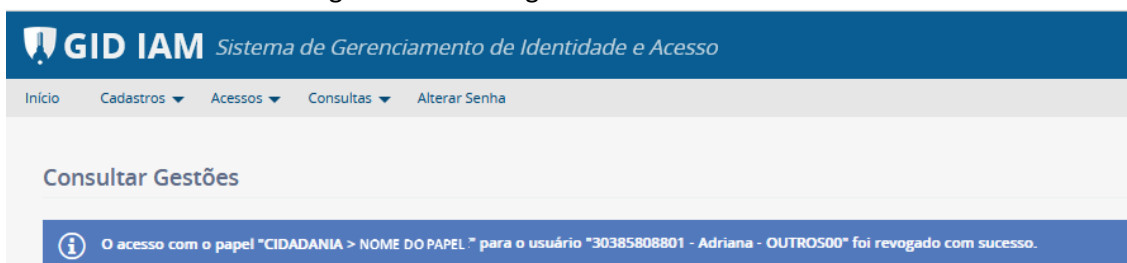 GID IAM Sistema de Gerenciamento de Identidade e Acesso
Início Cadastros Acessos Consultas Alterar Senha
Consultar Gestões
O acesso com o papel "CIDADANIA > NOME DO PAPEL " para o usuário "30385808801 - Adriana - OUTROS00" foi revogado com sucesso.